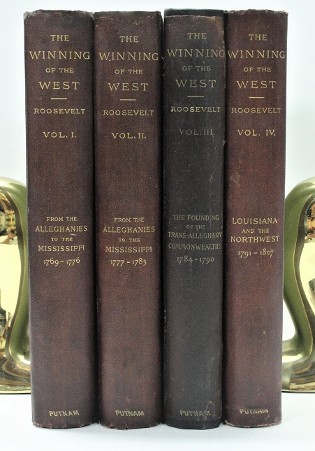 THE
WINNING
OF THE
WEST
ROOSEVELT
VOL. I.
FROM THE
ALLEGHANIES
TO THE
MISSISSIPPI
1769–1776
PUTNAM
THE
WINNING
OF THE
WEST
ROOSEVELT
VOL. II.
FROM THE
ALLEGHANIES
TO THE
MISSISSIPPI
1777–1783
PUTNAM
THE
WINNING
OF THE
WEST
ROOSEVELT
VOL. III.
THE FOUNDING
OF THE
TRANS-ALLEGHANY
COMMONWEALTHS
1784–1790
PUTNAM
THE
WINNING
OF THE
WEST
ROOSEVELT
VOL. IV.
LOUISIANA
AND THE
NORTHWEST
1791–1807
PUTNAM